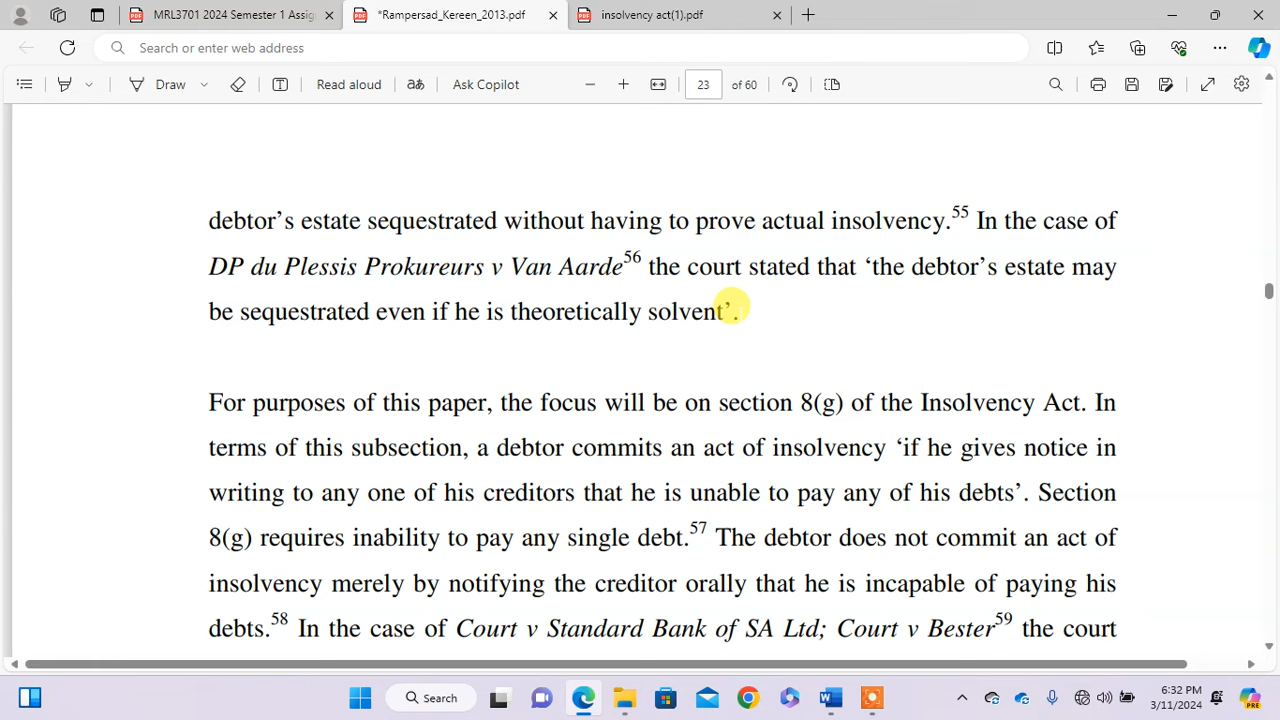 MRL3701 2024 Semester 1 Assig
*Rampersad_Kereen_2013.pdf
insolvency act(1).pdf
Search or enter web address
Draw
Read aloud
aあ
Ask Copilot
23 of 60
debtor’s estate sequestrated without having to prove actual insolvency.55 In the case of
DP du Plessis Prokureurs v Van Aarde56 the court stated that ‘the debtor’s estate may
be sequestrated even if he is theoretically solvent’.
For purposes of this paper, the focus will be on section 8(g) of the Insolvency Act. In
terms of this subsection, a debtor commits an act of insolvency ‘if he gives notice in
writing to any one of his creditors that he is unable to pay any of his debts’. Section
8(g) requires inability to pay any single debt.57 The debtor does not commit an act of
insolvency merely by notifying the creditor orally that he is incapable of paying his
debts.58 In the case of Court v Standard Bank of SA Ltd; Court v Bester59 the court
Search
6:32 PM
3/11/2024
PRE